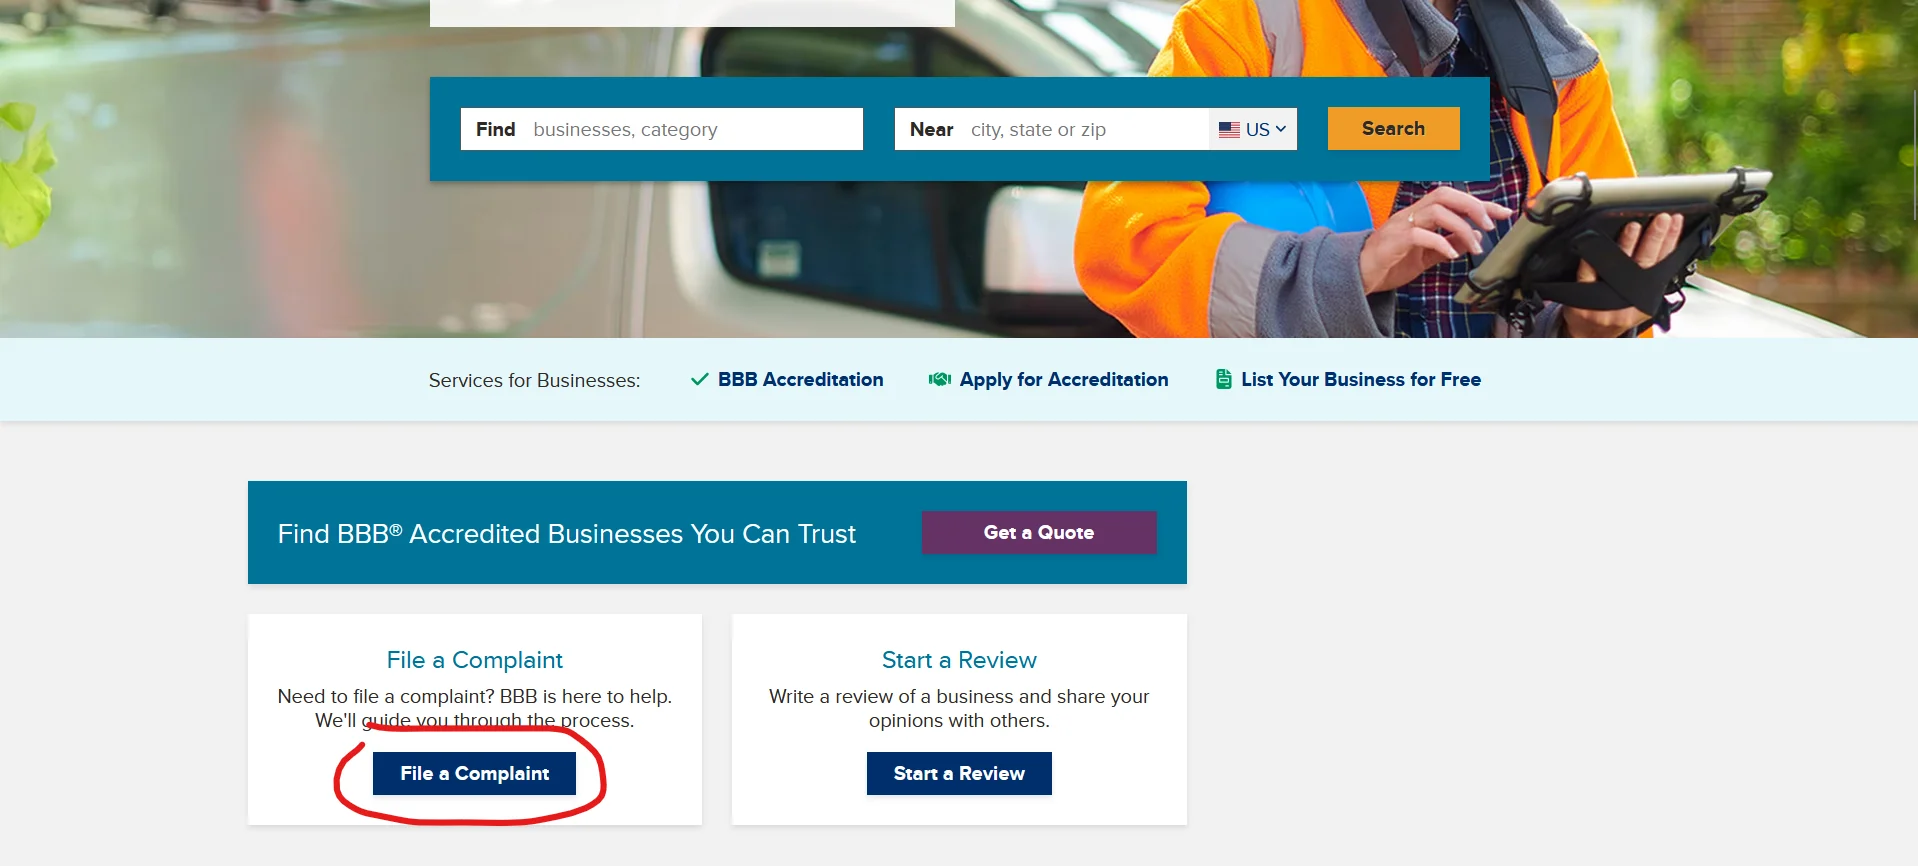 Find businesses, category
Near city, state or zip
US
Search
Services for Businesses:
BBB Accreditation
Apply for Accreditation
List Your Business for Free
Find BBB® Accredited Businesses You Can Trust
Get a Quote
File a Complaint
Need to file a complaint? BBB is here to help.
We'll guide you through the process.
File a Complaint
Start a Review
Write a review of a business and share your
opinions with others.
Start a Review